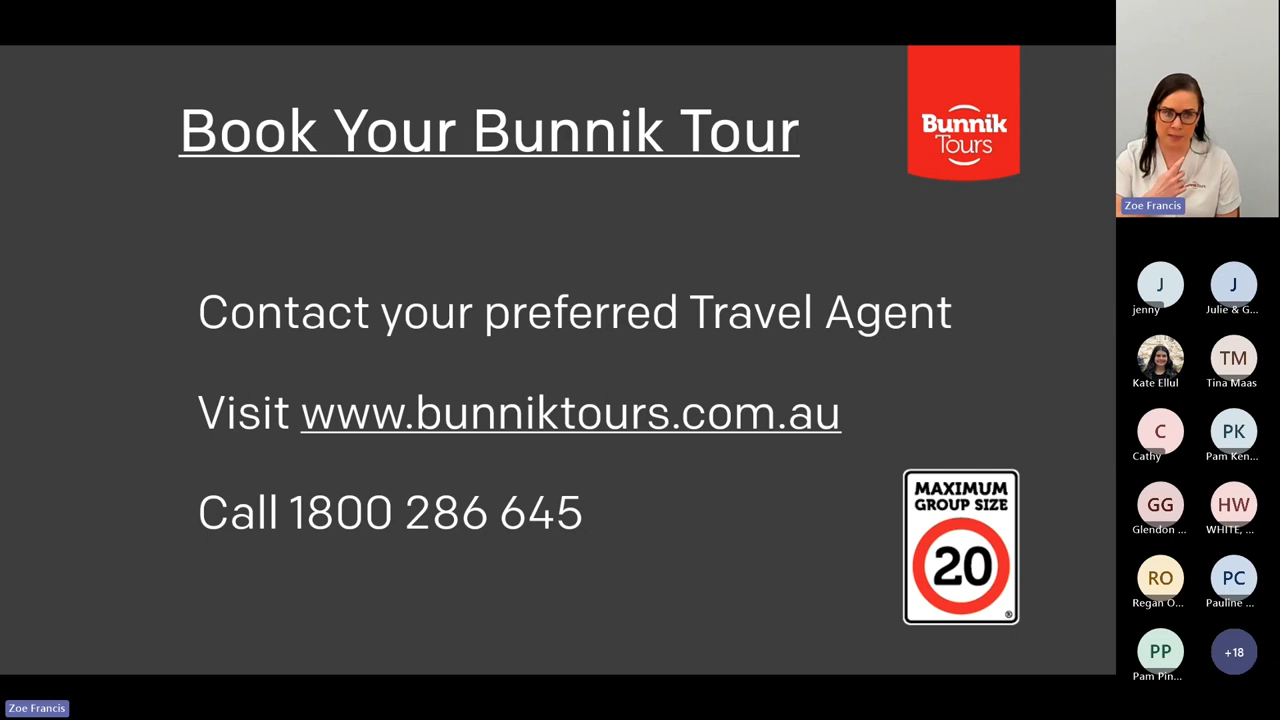 Book Your Bunnik Tour
Bunnik
Tours
Contact your preferred Travel Agent
Visit www.bunniktours.com.au
Call 1800 286 645
MAXIMUM
GROUP SIZE
20
®
Zoe Francis
J
jenny
J
Julie & G...
Kate Ellul
TM
Tina Maas
C
Cathy
PK
Pam Ken...
GG
Glendon ...
HW
WHITE, ...
RO
Regan O...
PC
Pauline ...
PP
Pam Pin...
+18
Zoe Francis